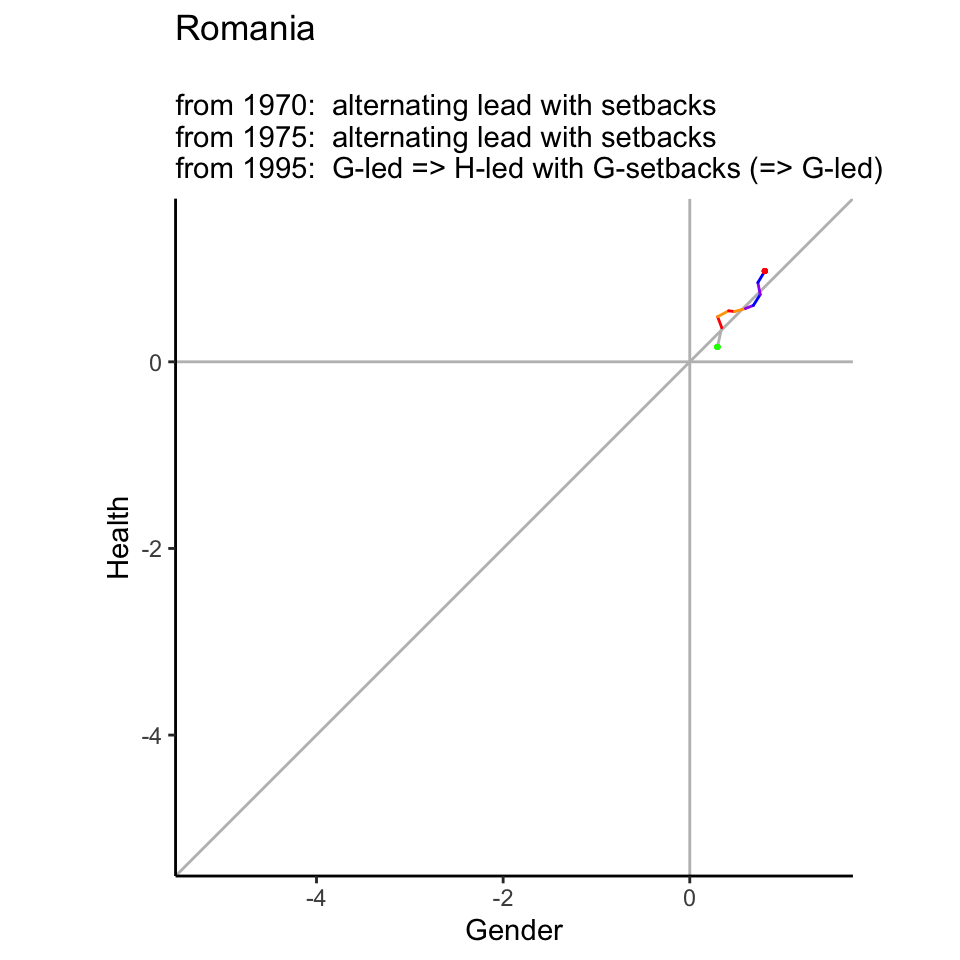 Romania
from 1970:  alternating lead with setbacks
from 1975:  alternating lead with setbacks
from 1995:  G-led => H-led with G-setbacks (=> G-led)
0
-2
-4
Health
-4
-2
0
Gender